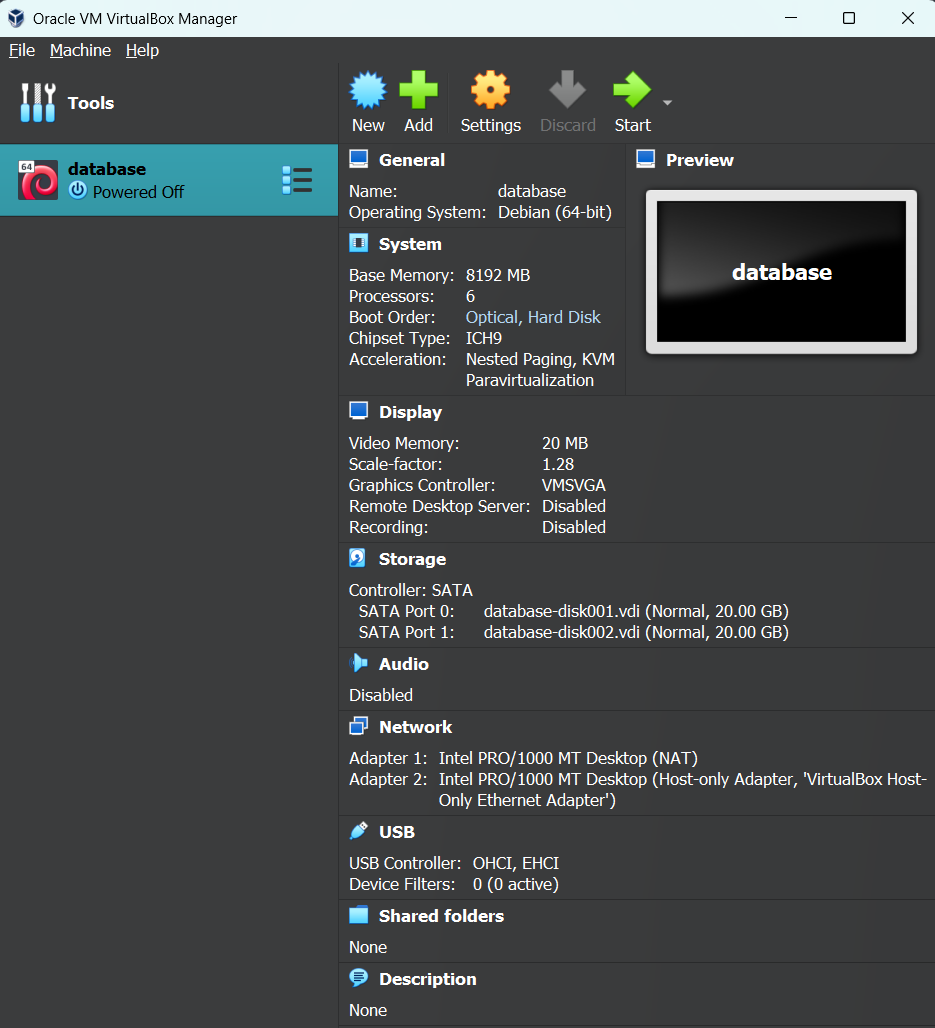 Oracle VM VirtualBox Manager
File Machine Help
Tools
New Add Settings Discard Start
64
database
Powered Off
General
Name: database
Operating System: Debian (64-bit)
Preview
database
System
Base Memory: 8192 MB
Processors: 6
Boot Order: Optical, Hard Disk
Chipset Type: ICH9
Acceleration: Nested Paging, KVM
Paravirtualization
Display
Video Memory: 20 MB
Scale-factor: 1.28
Graphics Controller: VMSVGA
Remote Desktop Server: Disabled
Recording: Disabled
Storage
Controller: SATA
SATA Port 0: database-disk001.vdi (Normal, 20.00 GB)
SATA Port 1: database-disk002.vdi (Normal, 20.00 GB)
Audio
Disabled
Network
Adapter 1: Intel PRO/1000 MT Desktop (NAT)
Adapter 2: Intel PRO/1000 MT Desktop (Host-only Adapter, 'VirtualBox Host-
Only Ethernet Adapter')
USB
USB Controller: OHCI, EHCI
Device Filters: 0 (0 active)
Shared folders
None
Description
None